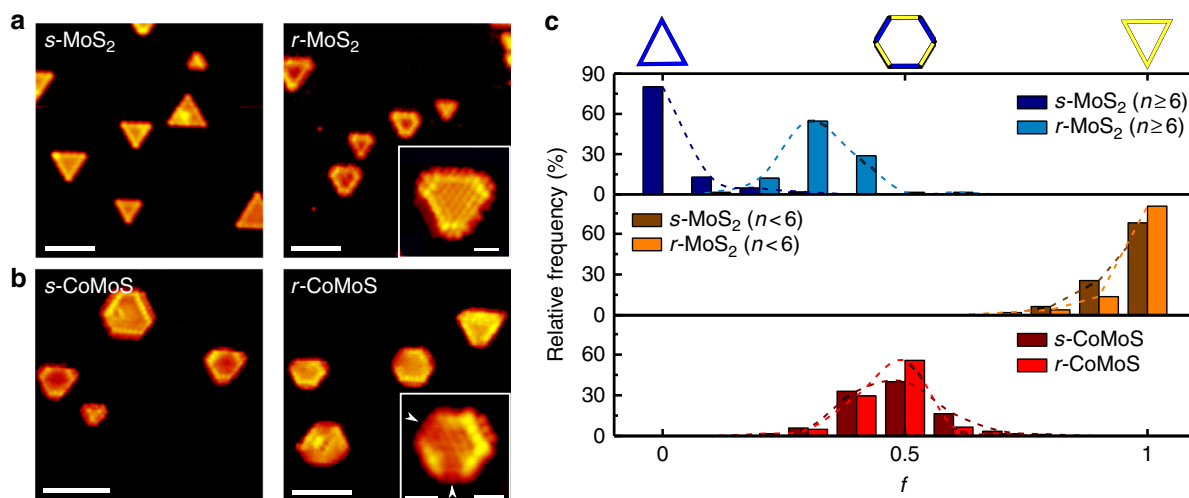 a
s-MoS₂
r-MoS₂
b
s-CoMoS
r-CoMoS
c
Relative frequency (%)
90
60
30
0
s-MoS₂ (n ≥ 6)
r-MoS₂ (n ≥ 6)
60
30
0
s-MoS₂ (n < 6)
r-MoS₂ (n < 6)
60
30
0
s-CoMoS
r-CoMoS
0
0.5
1
f